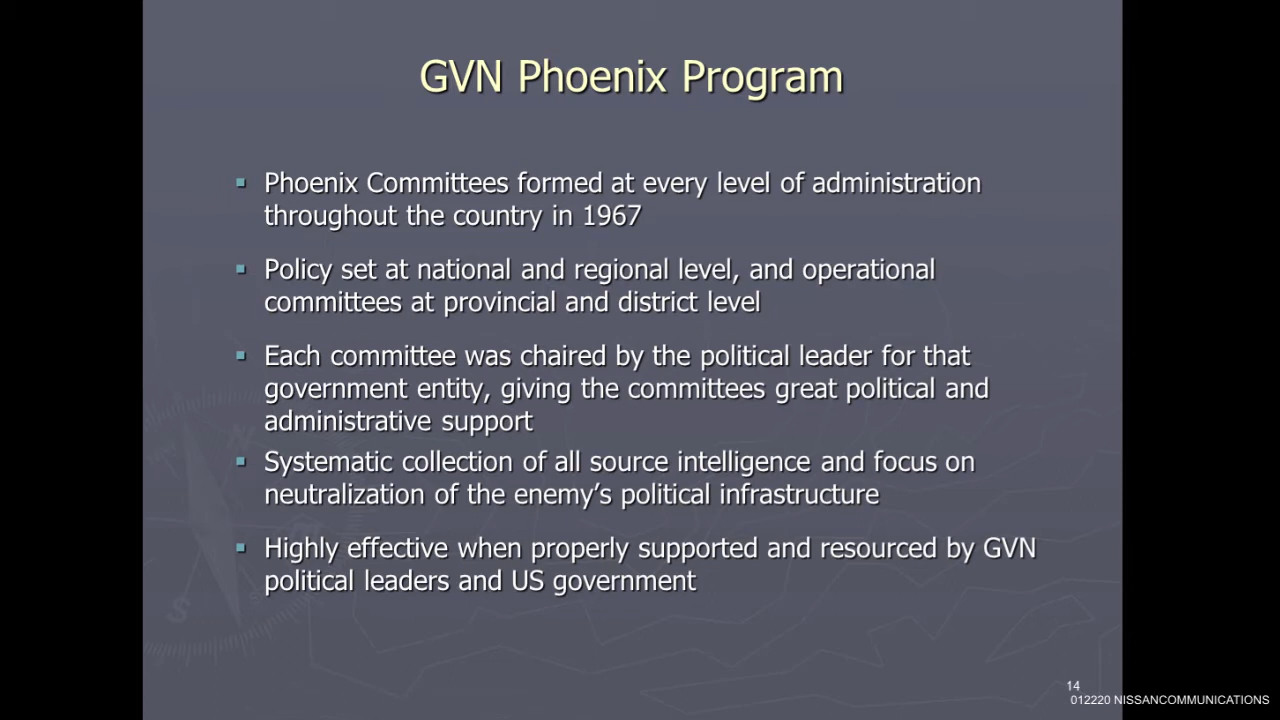 GVN Phoenix Program
▪ Phoenix Committees formed at every level of administration
throughout the country in 1967
▪ Policy set at national and regional level, and operational
committees at provincial and district level
▪ Each committee was chaired by the political leader for that
government entity, giving the committees great political and
administrative support
▪ Systematic collection of all source intelligence and focus on
neutralization of the enemy’s political infrastructure
▪ Highly effective when properly supported and resourced by GVN
political leaders and US government
N
S
14
012220 NISSANCOMMUNICATIONS